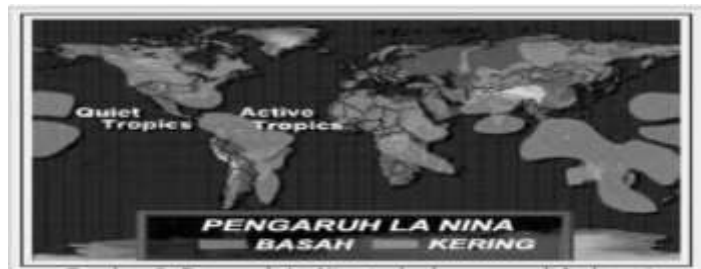 Quiet
Tropics
Active
Tropics
PENGARUH LA NINA
BASAH KERING